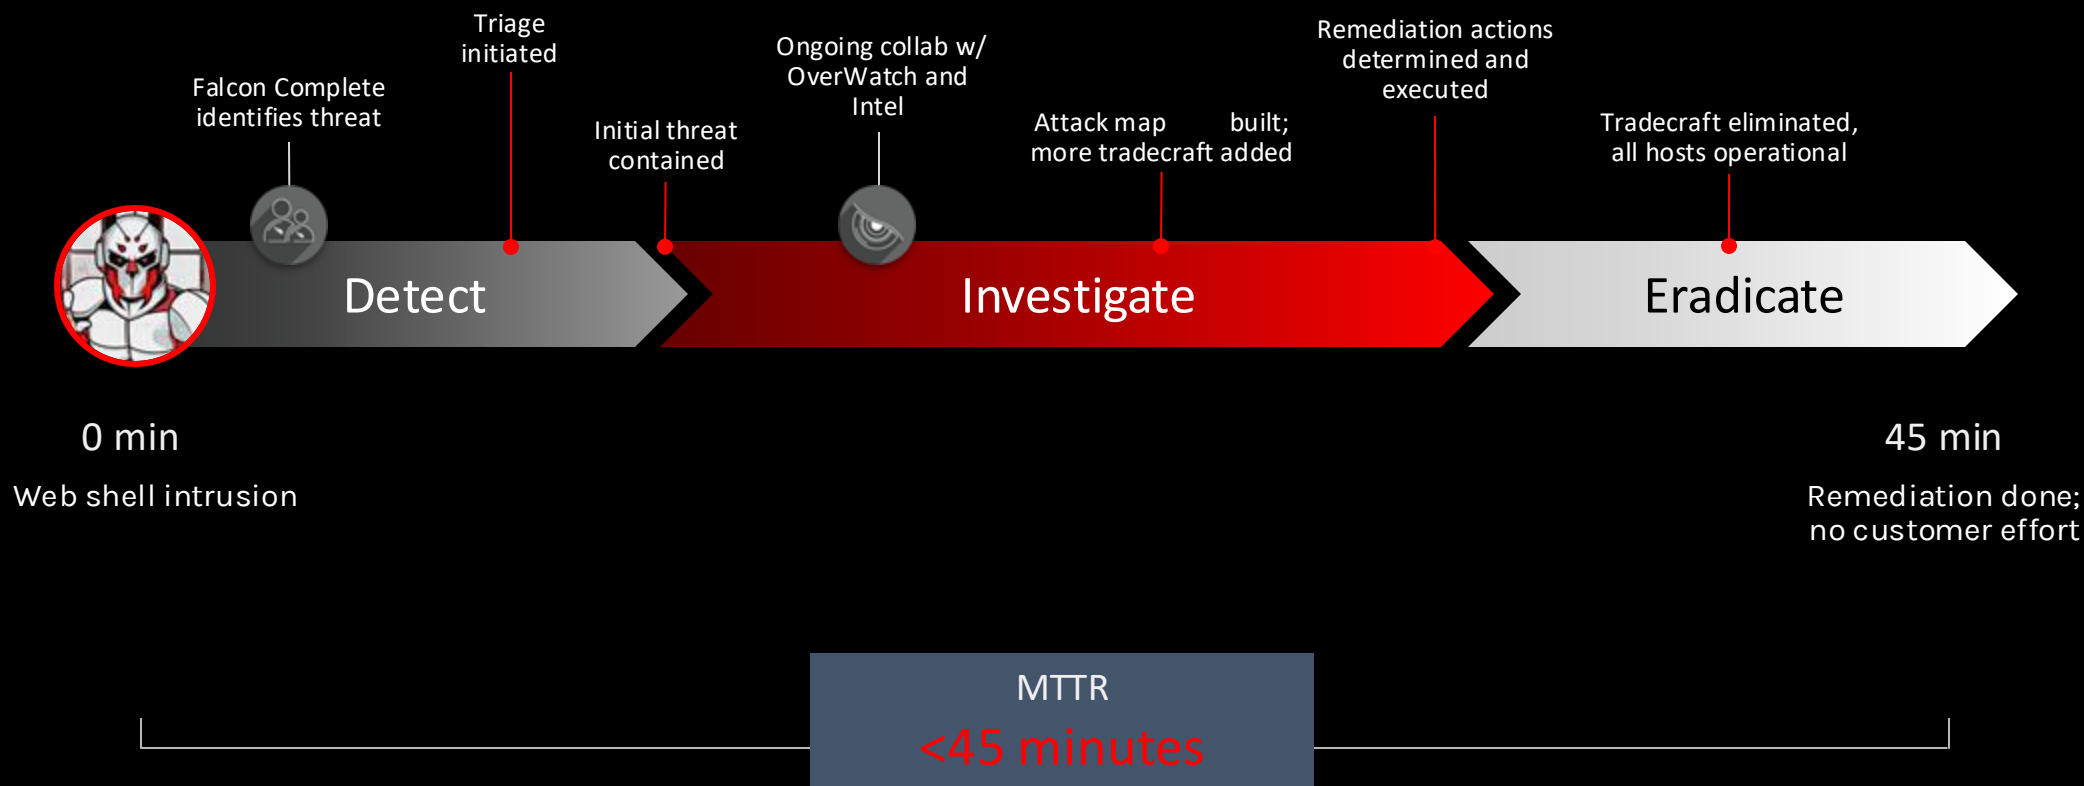 Triage
initiated
Falcon Complete
identifies threat
Initial threat
contained
Ongoing collab w/
OverWatch and
Intel
Attack map built;
more tradecraft added
Remediation actions
determined and
executed
Tradecraft eliminated,
all hosts operational
Detect
Investigate
Eradicate
0 min
Web shell intrusion
45 min
Remediation done;
no customer effort
MTTR
<45 minutes